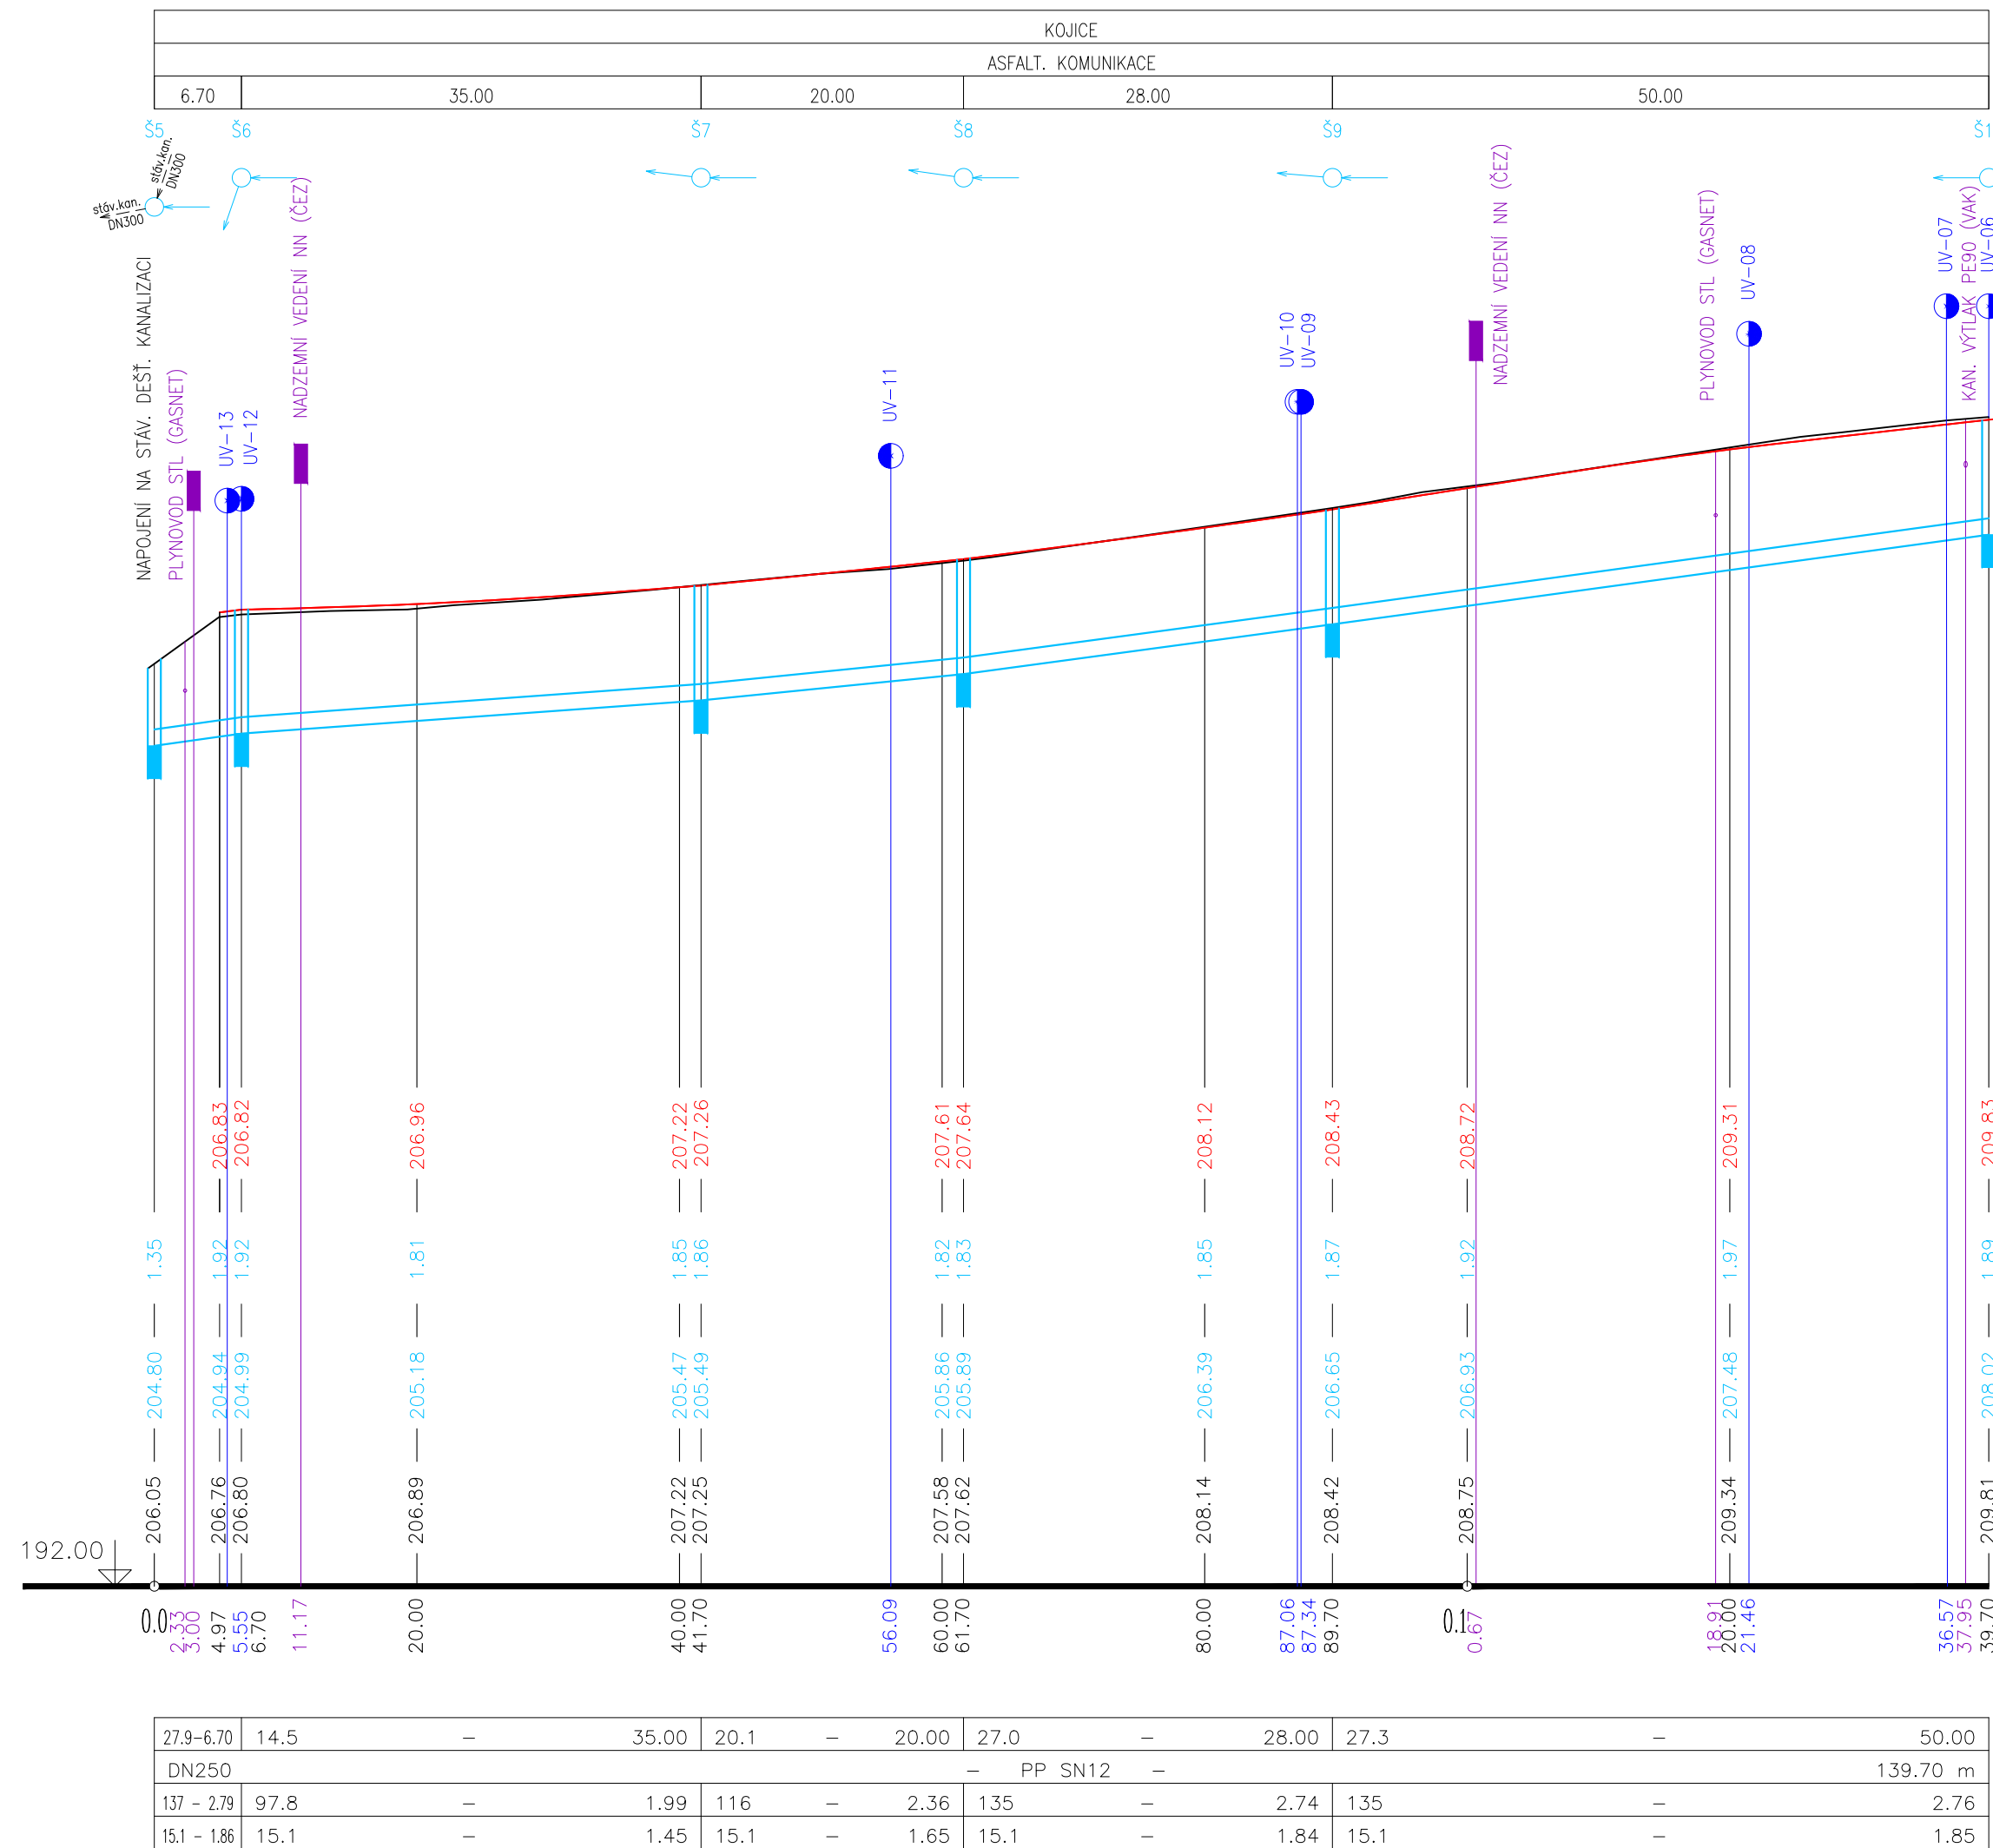 KOJICE
ASFALT. KOMUNIKACE
6.70 35.00 20.00 28.00 50.00
Š5 Š6 Š7 Š8 Š9 Š1
stáv.kan.
DN300
stáv.kan.
DN300
NAPOJENÍ NA STÁV. DEŠŤ. KANALIZACI
PLYNOVOD STL (GASNET)
UV-13
UV-12
NADZEMNÍ VEDENÍ NN (ČEZ)
UV-11
UV-10
UV-09
NADZEMNÍ VEDENÍ NN (ČEZ)
PLYNOVOD STL (GASNET)
UV-08
UV-07
KAN. VÝTLAK PE90 (VAK)
UV-06
206.83 206.82 206.96 207.22 207.26 207.61 207.64 208.12 208.43 208.72 209.31 209.83
1.35 1.92 1.92 1.81 1.85 1.86 1.82 1.83 1.85 1.87 1.92 1.97 1.89
204.80 204.94 204.99 205.18 205.47 205.49 205.86 205.89 206.39 206.65 206.93 207.48 208.02
206.05 206.76 206.80 206.89 207.22 207.25 207.58 207.62 208.14 208.42 208.75 209.34 209.81
192.00
0.0 2.33 3.00 4.97 5.55 6.70 11.17 20.00 40.00 41.70 56.09 60.00 61.70 80.00 87.06 87.34 89.70 0.1 0.67 18.91 20.00 21.46 36.57 37.95 39.70
27.9-6.70 14.5 – 35.00 20.1 – 20.00 27.0 – 28.00 27.3 – 50.00
DN250 – PP SN12 – 139.70 m
137 - 2.79 97.8 – 1.99 116 – 2.36 135 – 2.74 135 – 2.76
15.1 - 1.86 15.1 – 1.45 15.1 – 1.65 15.1 – 1.84 15.1 – 1.85